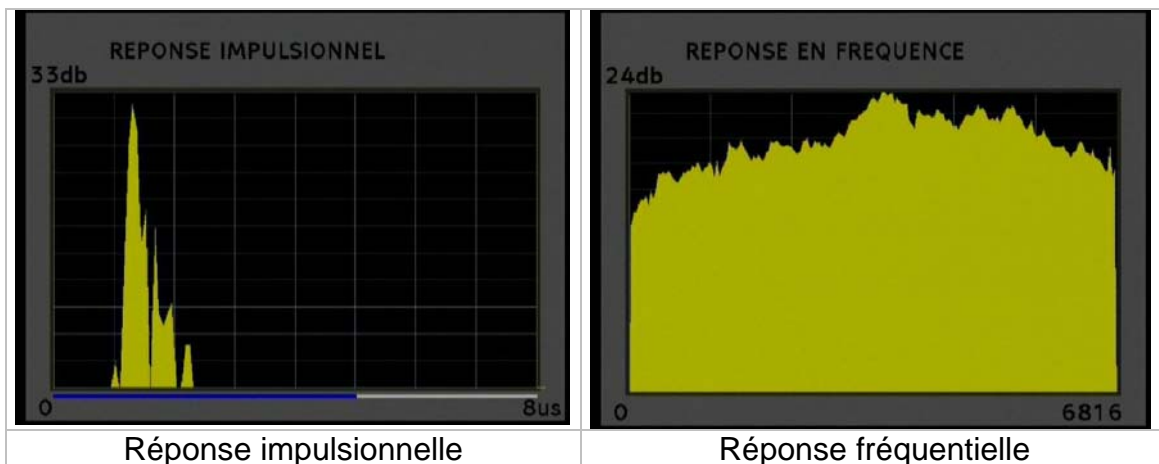 REPONSE IMPULSIONNEL
33db
0
8us
REPONSE EN FREQUENCE
24db
0
6816
Réponse impulsionnelle
Réponse fréquentielle